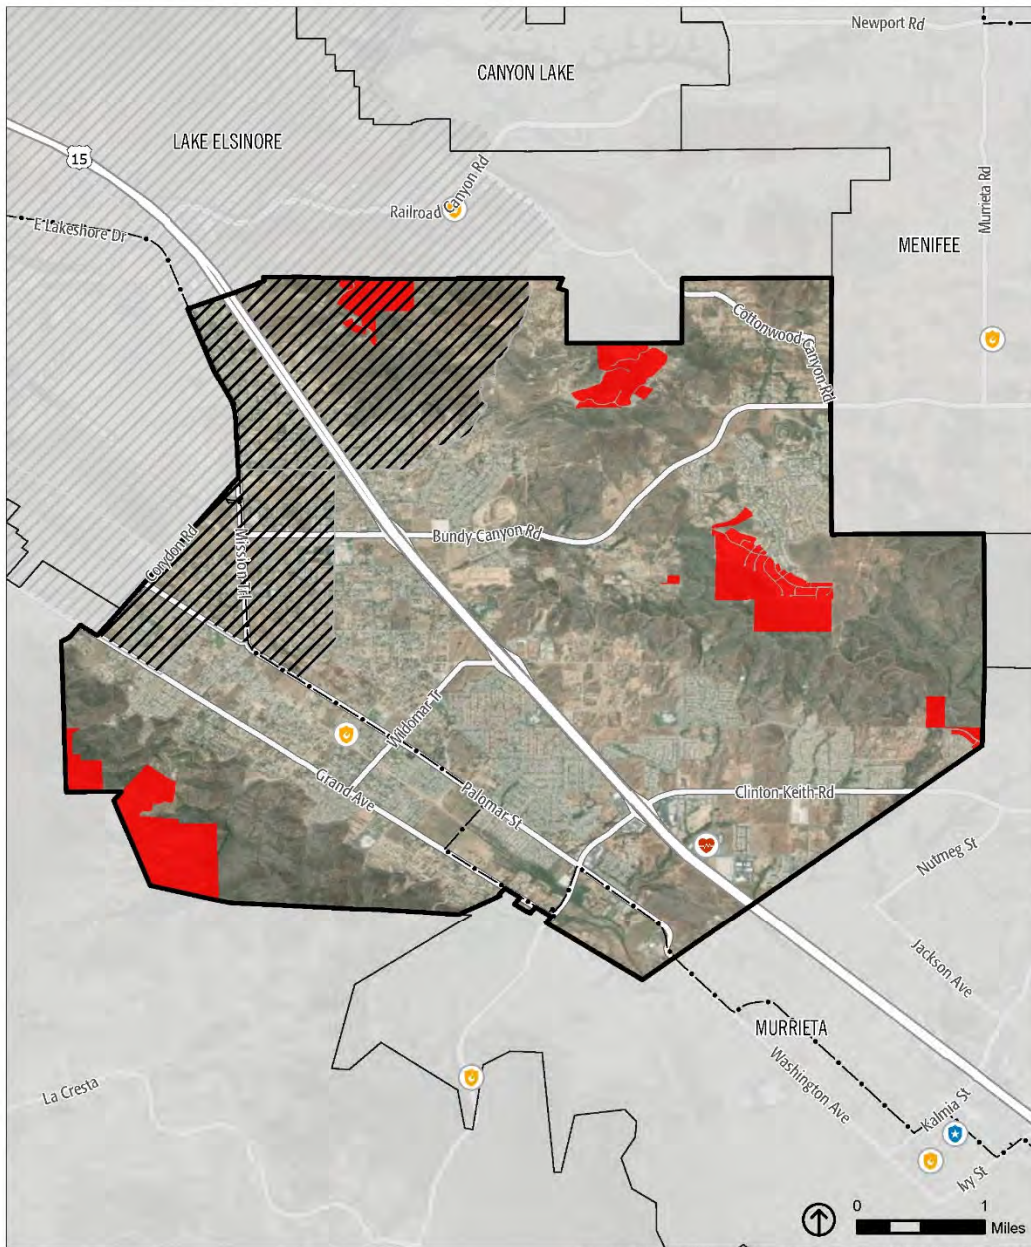 Newport Rd
CANYON LAKE
LAKE ELSINORE
15
Murrieta Rd
Railroad Canyon Rd
E Lakeshore Dr
MENIFEE
Cottonwood Canyon Rd
Bundy Canyon Rd
Mission Trl
Corydon Rd
Wildomar Tr
Grand Ave
Palomar St
Clinton Keith Rd
Nutmeg St
Jackson Ave
MURRIETA
Washington Ave
La Cresta
Kalmia St
Ivy St
0 1
Miles